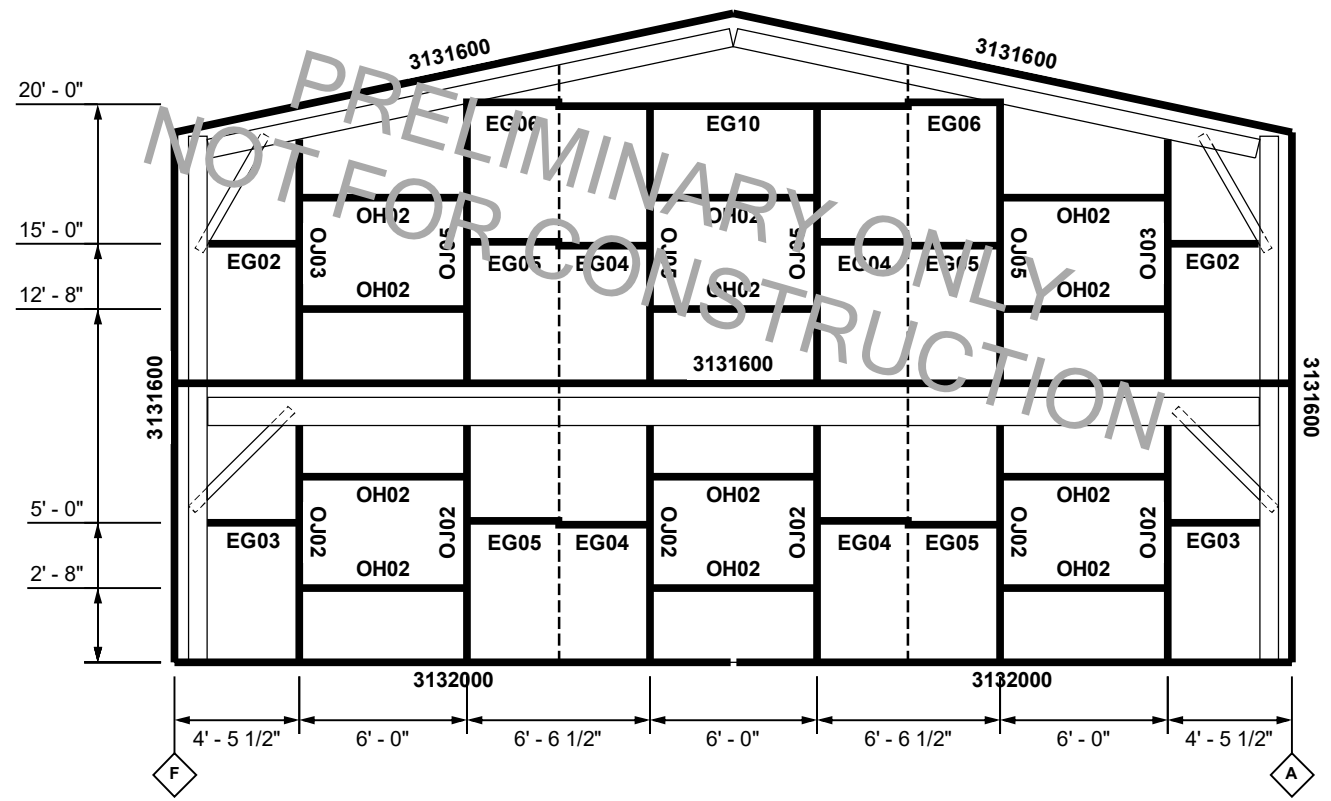 3131600
3131600
20' - 0"
EG06
EG10
EG06
PRELIMINARY ONLY
NOT FOR CONSTRUCTION
OH02
OH02
OH02
15' - 0"
OJ03
OJ05
OJ05
OJ05
OJ05
OJ03
EG02
EG05
EG04
EG04
EG05
EG02
12' - 8"
OH02
OH02
OH02
3131600
3131600
3131600
OH02
OH02
OH02
5' - 0"
OJ02
OJ02
OJ02
OJ02
OJ02
OJ02
EG03
EG05
EG04
EG04
EG05
EG03
2' - 8"
OH02
OH02
OH02
3132000
3132000
4' - 5 1/2"
6' - 0"
6' - 6 1/2"
6' - 0"
6' - 6 1/2"
6' - 0"
4' - 5 1/2"
F
A